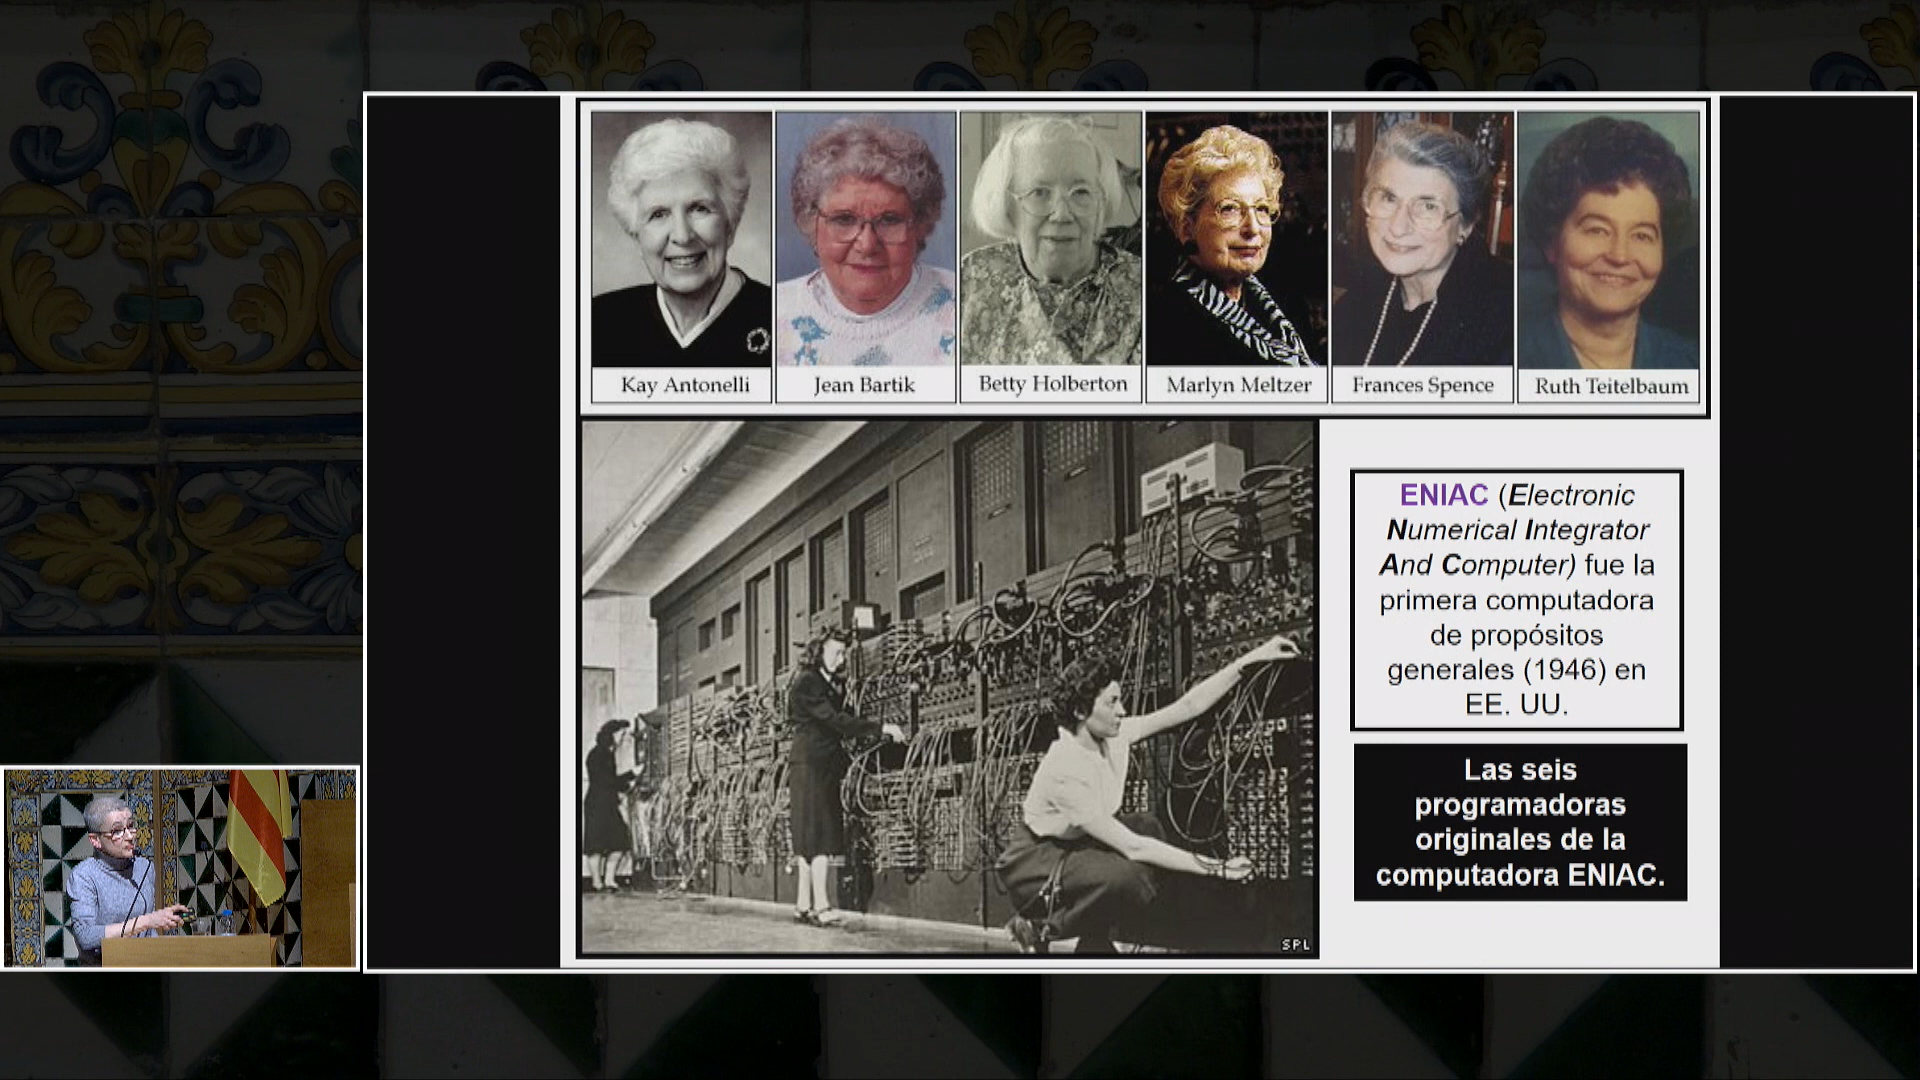 Kay Antonelli
Jean Bartik
Betty Holberton
Marlyn Meltzer
Frances Spence
Ruth Teitelbaum
ENIAC (Electronic
Numerical Integrator
And Computer) fue la
primera computadora
de propósitos
generales (1946) en
EE. UU.
Las seis
programadoras
originales de la
computadora ENIAC.
SPL